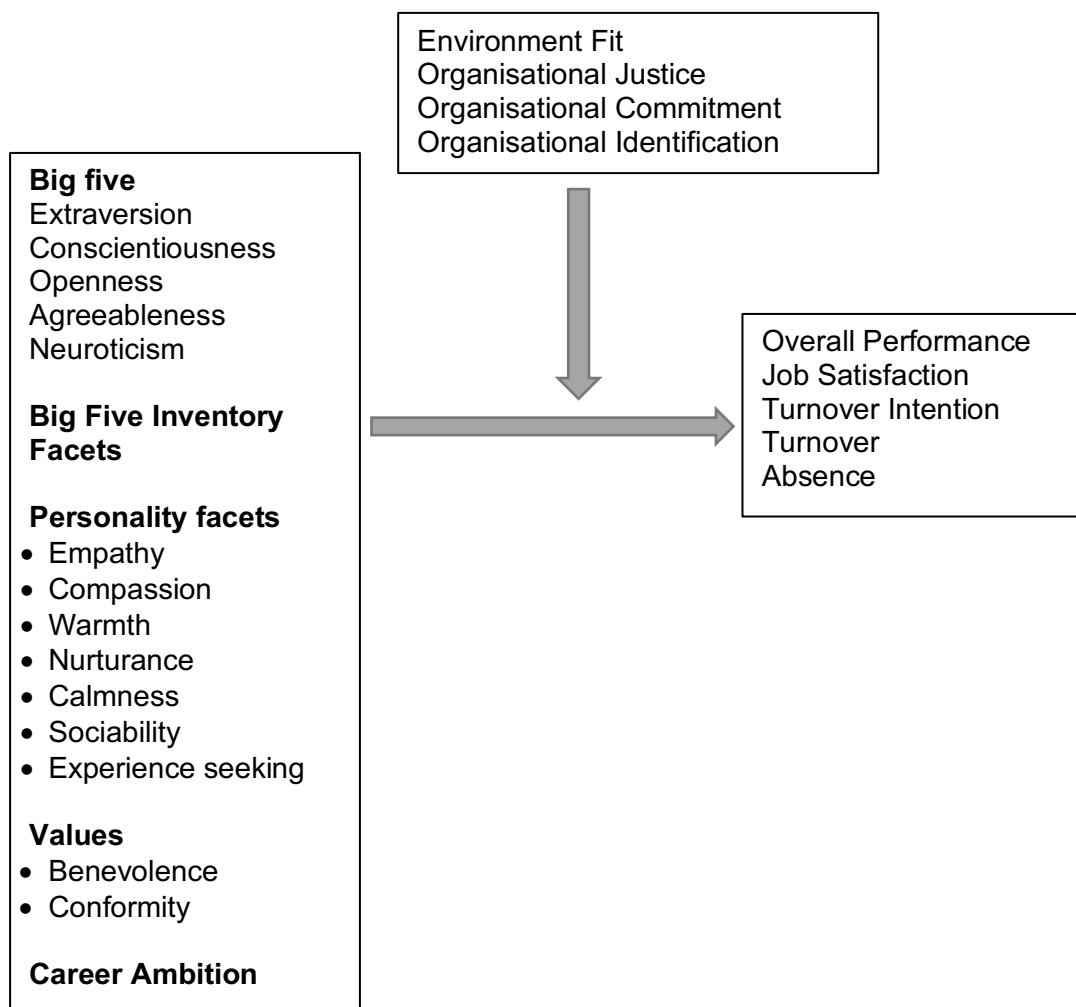 Environment Fit
Organisational Justice
Organisational Commitment
Organisational Identification
Big five
Extraversion
Conscientiousness
Openness
Agreeableness
Neuroticism
Big Five Inventory
Facets
Personality facets
• Empathy
• Compassion
• Warmth
• Nurturance
• Calmness
• Sociability
• Experience seeking
Values
• Benevolence
• Conformity
Career Ambition
Overall Performance
Job Satisfaction
Turnover Intention
Turnover
Absence